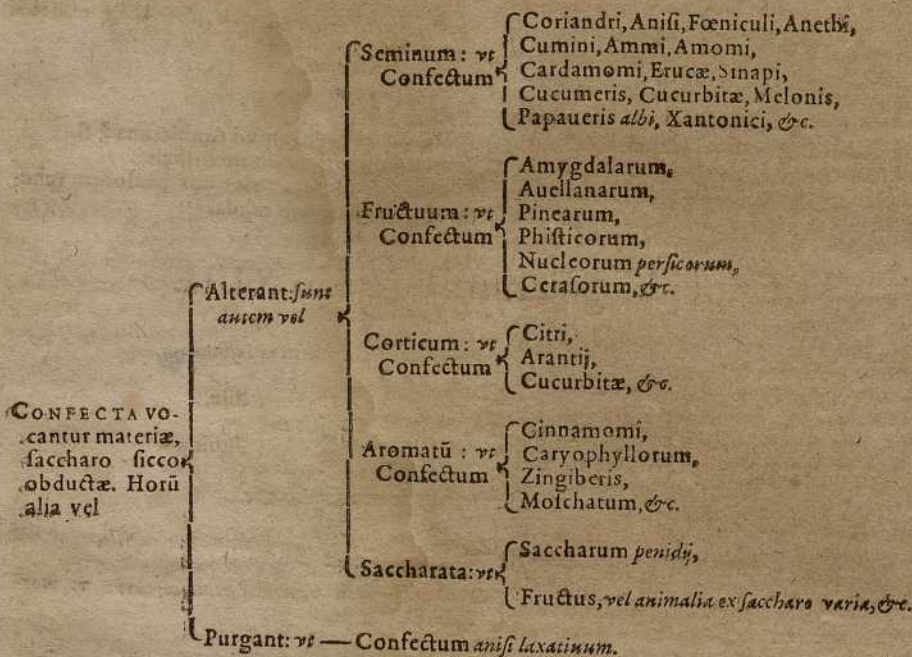 CONFECTA VO-
cantur materiæ,
ſaccharo ſicco
obductæ. Horū
alia vel
Alterant: ſunt
autem vel
Seminum: vt
Confectum
Coriandri, Aniſi, Fœniculi, Anethi,
Cumini, Ammi, Amomi,
Cardamomi, Erucæ, Sinapi,
Cucumeris, Cucurbitæ, Melonis,
Papaueris albi, Xantonici, &c.
Fructuum: vt
Confectum
Amygdalarum,
Auellanarum,
Pinearum,
Phiſticorum,
Nucleorum perſicorum,
Ceraſorum, &c.
Corticum: vt
Confectum
Citri,
Arantij,
Cucurbitæ, &c.
Aromatū : vt
Confectum
Cinnamomi,
Caryophyllorum,
Zingiberis,
Moſchatum, &c.
Saccharata: vt
Saccharum penidij,
Fructus, vel animalia ex ſaccharo varia, &c.
Purgant: vt — Confectum aniſi laxatiuum.